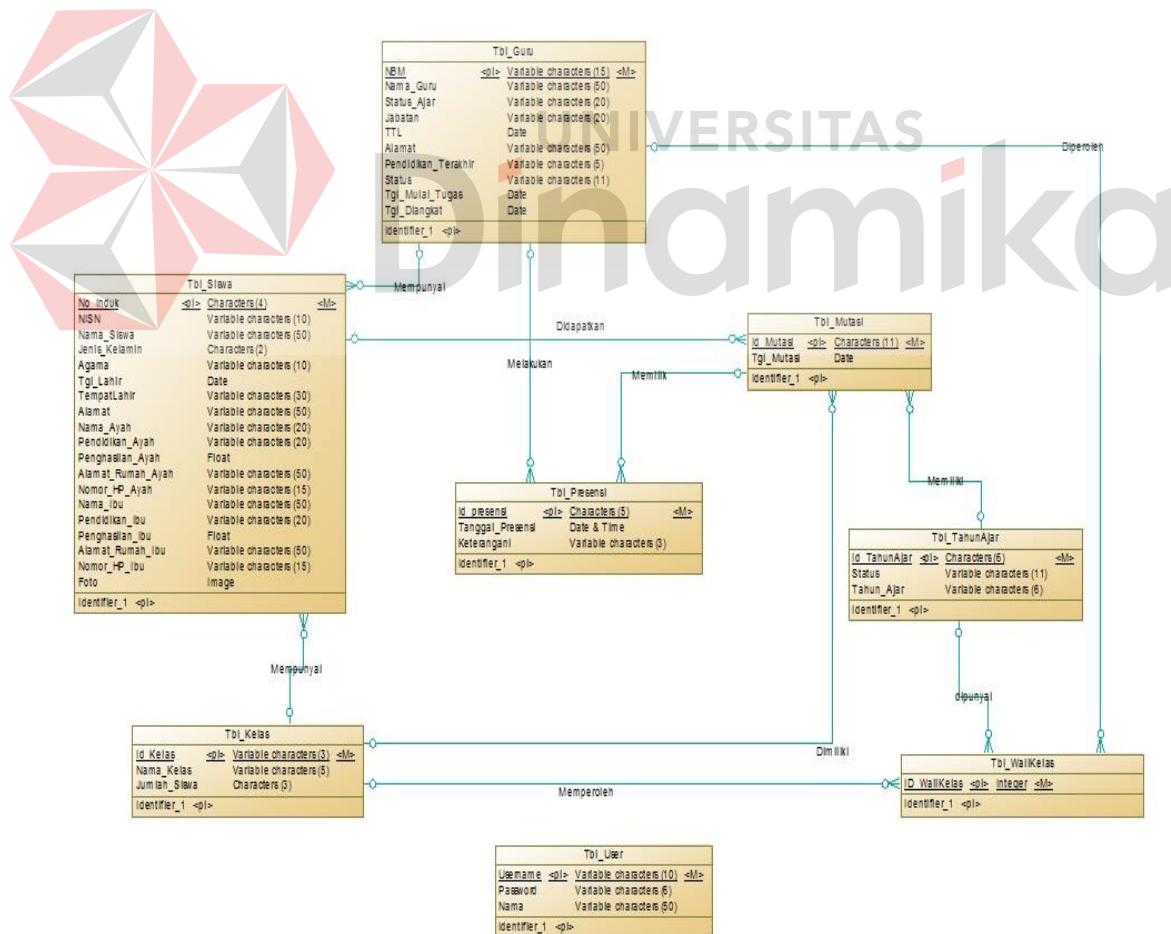 UNIVERSITAS
Dinamika
Tbl_Guru
NBM <pi> Variable characters (15) <M>
Nama_Guru Variable characters (50)
Status_Ajar Variable characters (20)
Jabatan Variable characters (20)
TTL Date
Alamat Variable characters (50)
Pendidikan_Terakhir Variable characters (5)
Status Variable characters (11)
Tgl_Mulai_Tugas Date
Tgl_Diangkat Date
Identifier_1 <pi>
Diperoleh
Mempunyai
Tbl_Siswa
No_Induk <pi> Characters (4) <M>
NISN Variable characters (10)
Nama_Siswa Variable characters (50)
Jenis_Kelamin Characters (2)
Agama Variable characters (10)
Tgl_Lahir Date
TempatLahir Variable characters (30)
Alamat Variable characters (50)
Nama_Ayah Variable characters (20)
Pendidikan_Ayah Variable characters (20)
Penghasilan_Ayah Float
Alamat_Rumah_Ayah Variable characters (50)
Nomor_HP_Ayah Variable characters (15)
Nama_Ibu Variable characters (50)
Pendidikan_Ibu Variable characters (20)
Penghasilan_Ibu Float
Alamat_Rumah_Ibu Variable characters (50)
Nomor_HP_Ibu Variable characters (15)
Foto Image
Identifier_1 <pi>
Didapatkan
Melakukan
Memilik
Tbl_Mutasi
Id_Mutasi <pi> Characters (11) <M>
Tgl_Mutasi Date
Identifier_1 <pi>
Memiliki
Tbl_Presensi
Id_presensi <pi> Characters (5) <M>
Tanggal_Presensi Date & Time
Keterangani Variable characters (3)
Identifier_1 <pi>
Tbl_TahunAjar
Id_TahunAjar <pi> Characters (6) <M>
Status Variable characters (11)
Tahun_Ajar Variable characters (6)
Identifier_1 <pi>
Mempunyai
dipunyai
Tbl_Kelas
Id_Kelas <pi> Variable characters (3) <M>
Nama_Kelas Variable characters (5)
Jumlah_Siswa Characters (3)
Identifier_1 <pi>
Dimiliki
Memperoleh
Tbl_WaliKelas
ID_WaliKelas <pi> Integer <M>
Identifier_1 <pi>
Tbl_User
Username <pi> Variable characters (10) <M>
Password Variable characters (6)
Nama Variable characters (50)
Identifier_1 <pi>